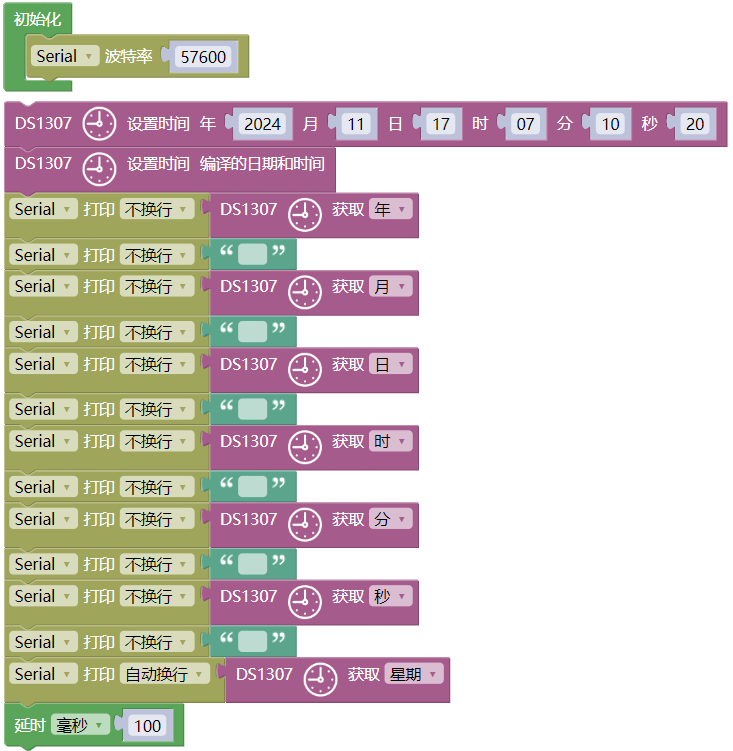 初始化
Serial 波特率 57600
DS1307 设置时间 年 2024 月 11 日 17 时 07 分 10 秒 20
DS1307 设置时间 编译的日期和时间
Serial 打印 不换行 DS1307 获取 年
Serial 打印 不换行 “ ”
Serial 打印 不换行 DS1307 获取 月
Serial 打印 不换行 “ ”
Serial 打印 不换行 DS1307 获取 日
Serial 打印 不换行 “ ”
Serial 打印 不换行 DS1307 获取 时
Serial 打印 不换行 “ ”
Serial 打印 不换行 DS1307 获取 分
Serial 打印 不换行 “ ”
Serial 打印 不换行 DS1307 获取 秒
Serial 打印 不换行 “ ”
Serial 打印 自动换行 DS1307 获取 星期
延时 毫秒 100